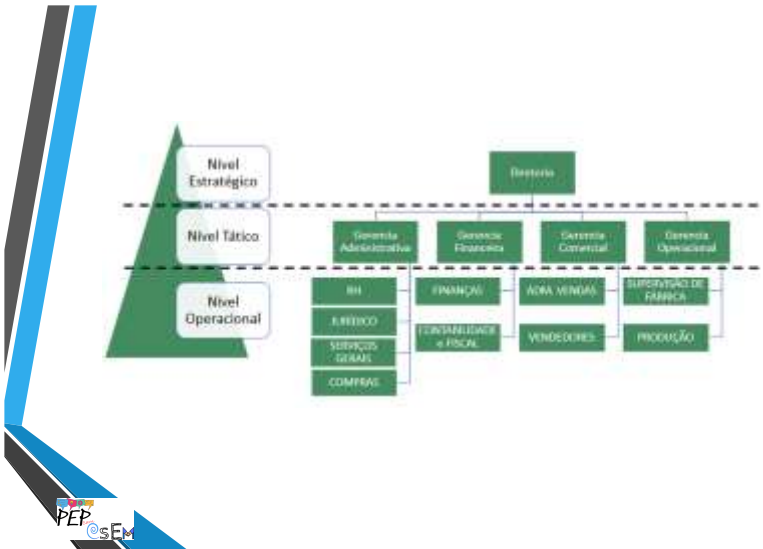 Nível
Estratégico
Diretoria
Nível Tático
Gerencia
Administrativa
Gerencia
Financeira
Gerencia
Comercial
Gerencia
Operacional
Nível
Operacional
RH
FINANÇAS
ADM. VENDAS
SUPERVISÃO DE
FÁBRICA
JURÍDICO
CONTABILIDADE
e FISCAL
VENDEDORES
PRODUÇÃO
SERVIÇOS
GERAIS
COMPRAS
PEP